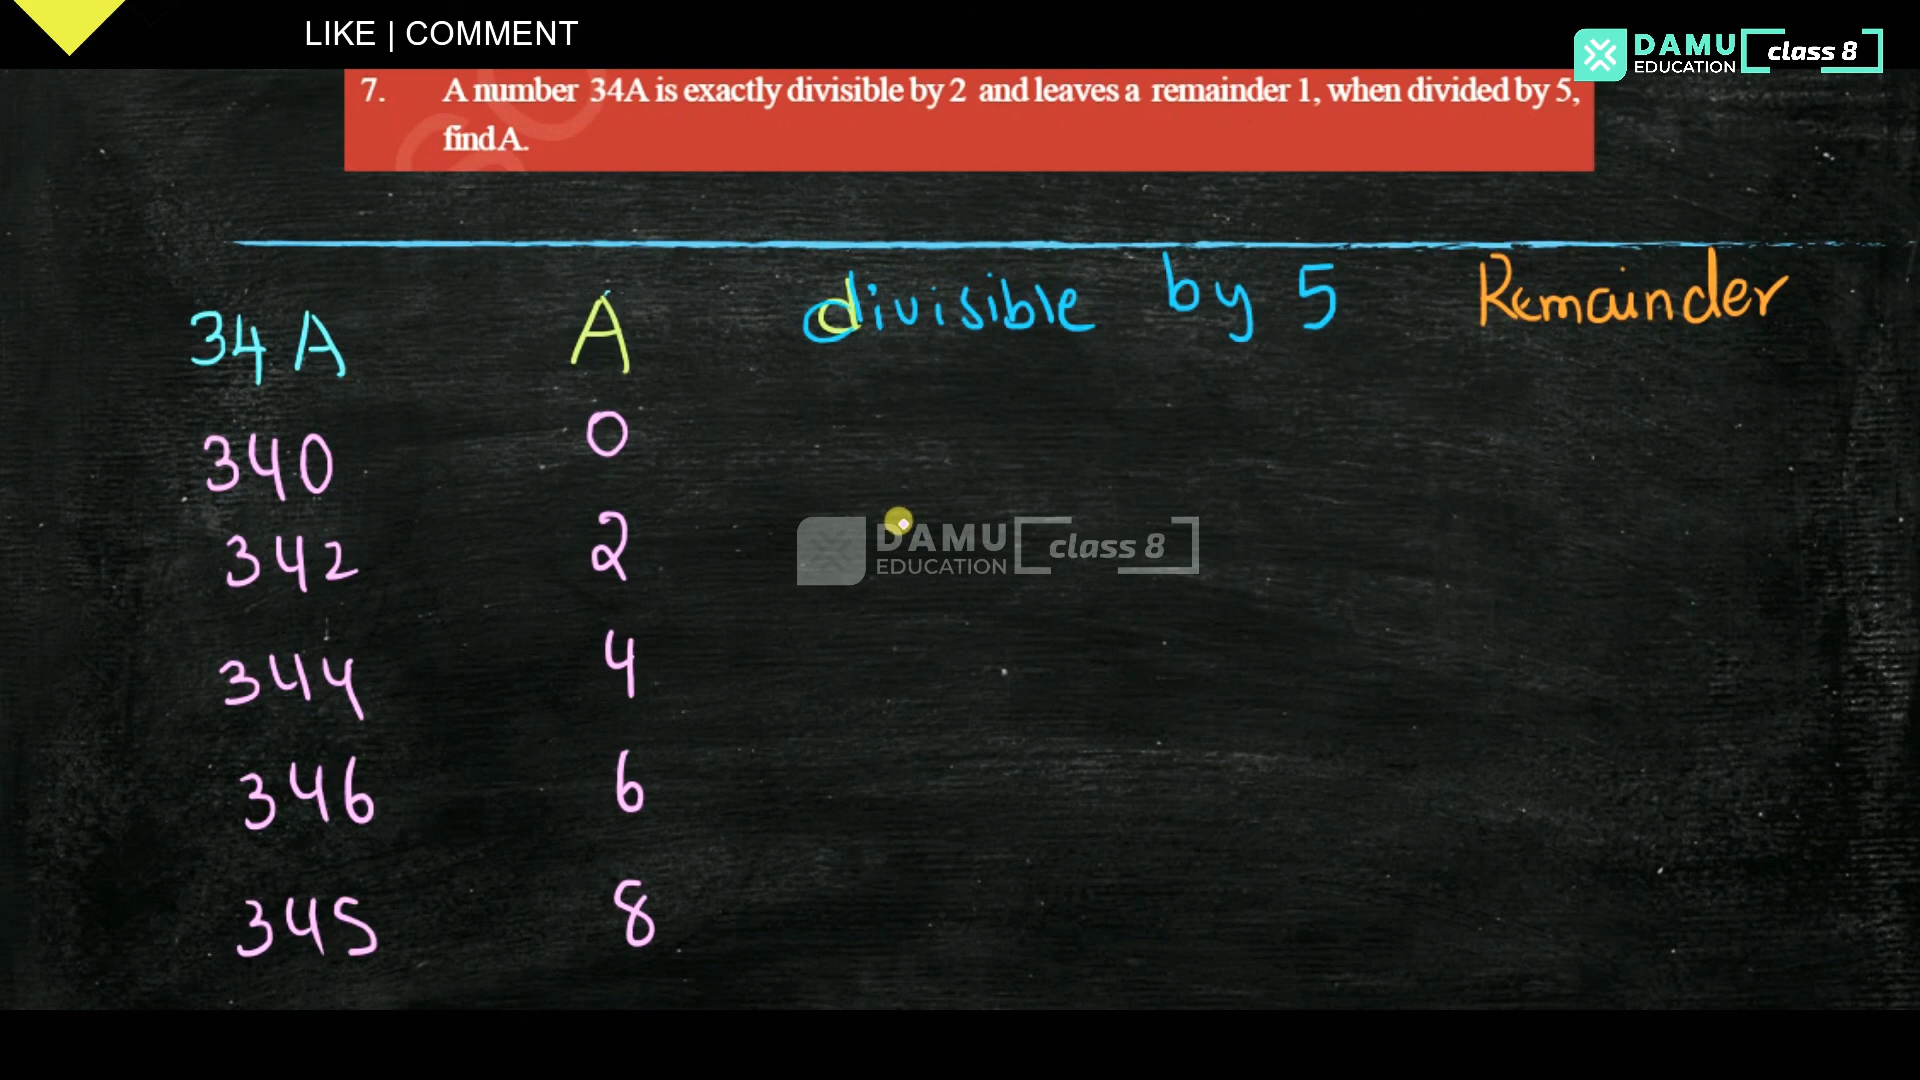 LIKE | COMMENT
DAMU EDUCATION class 8
7. A number 34A is exactly divisible by 2 and leaves a remainder 1, when divided by 5,
find A.
34A A divisible by 5 Remainder
340 0
342 2
DAMU EDUCATION class 8
344 4
346 6
345 8